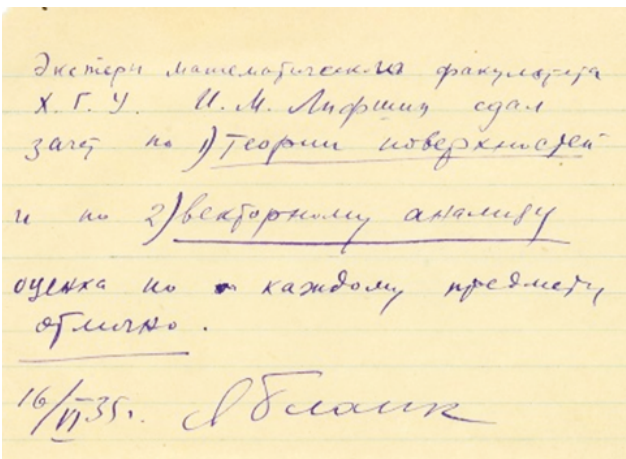 Экстерн математического факультета
Х.Г.У. И.М. Лифшиц сдал
зачет по 1) Теории поверхностей
и по 2) векторному анализу
оценка по каждому предмету
отлично.
16/VI 35 г. Я Бланк